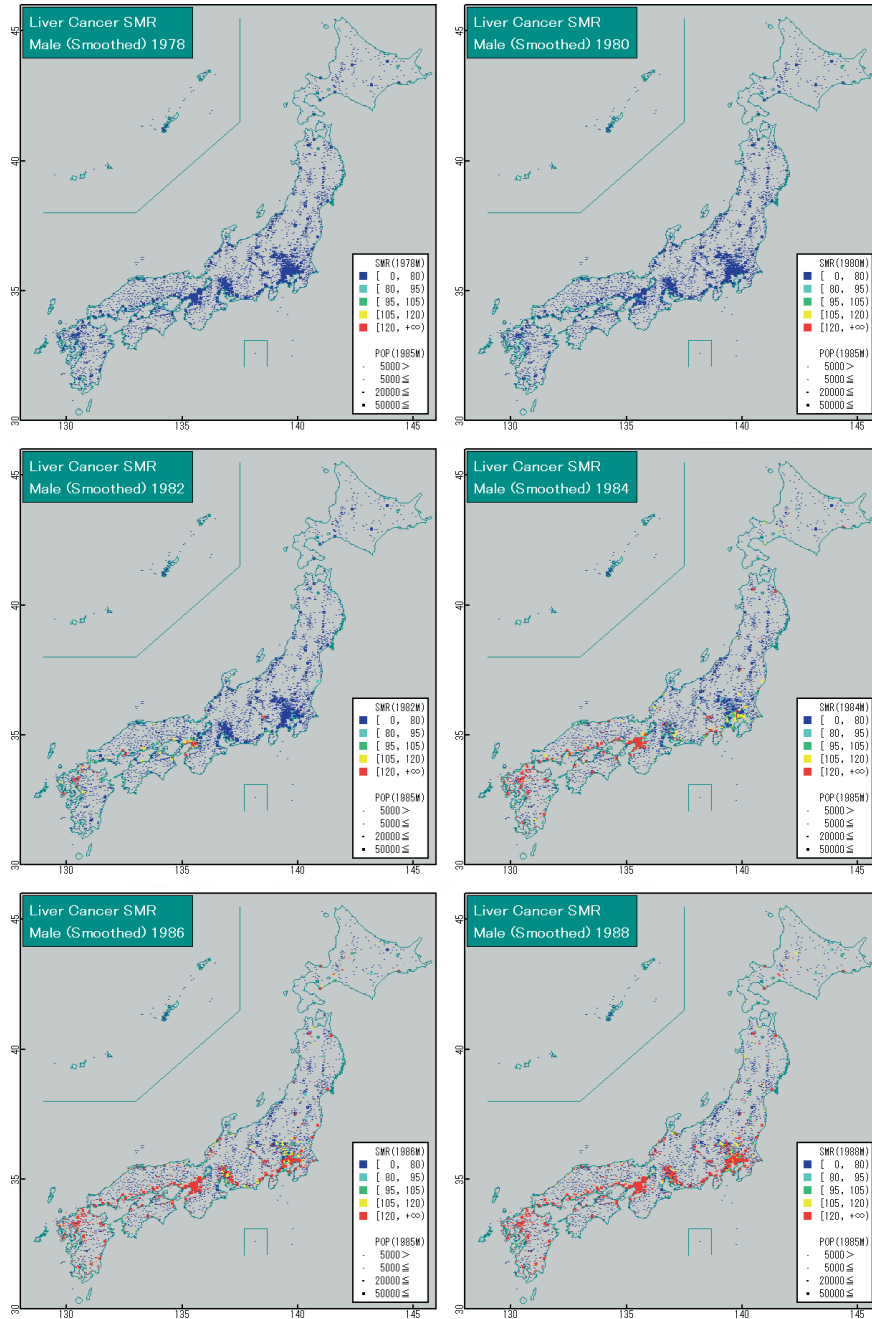 Liver Cancer SMR
Male (Smoothed) 1978
45
40
35
30
130
135
140
145
SMR(1978M)
[ 0, 80)
[ 80, 95)
[ 95, 105)
[105, 120)
[120, +∞)
POP(1985M)
5000＞
5000≦
20000≦
50000≦
Liver Cancer SMR
Male (Smoothed) 1980
45
40
35
30
130
135
140
145
SMR(1980M)
[ 0, 80)
[ 80, 95)
[ 95, 105)
[105, 120)
[120, +∞)
POP(1985M)
5000＞
5000≦
20000≦
50000≦
Liver Cancer SMR
Male (Smoothed) 1982
45
40
35
30
130
135
140
145
SMR(1982M)
[ 0, 80)
[ 80, 95)
[ 95, 105)
[105, 120)
[120, +∞)
POP(1985M)
5000＞
5000≦
20000≦
50000≦
Liver Cancer SMR
Male (Smoothed) 1984
45
40
35
30
130
135
140
145
SMR(1984M)
[ 0, 80)
[ 80, 95)
[ 95, 105)
[105, 120)
[120, +∞)
POP(1985M)
5000＞
5000≦
20000≦
50000≦
Liver Cancer SMR
Male (Smoothed) 1986
45
40
35
30
130
135
140
145
SMR(1986M)
[ 0, 80)
[ 80, 95)
[ 95, 105)
[105, 120)
[120, +∞)
POP(1985M)
5000＞
5000≦
20000≦
50000≦
Liver Cancer SMR
Male (Smoothed) 1988
45
40
35
30
130
135
140
145
SMR(1988M)
[ 0, 80)
[ 80, 95)
[ 95, 105)
[105, 120)
[120, +∞)
POP(1985M)
5000＞
5000≦
20000≦
50000≦